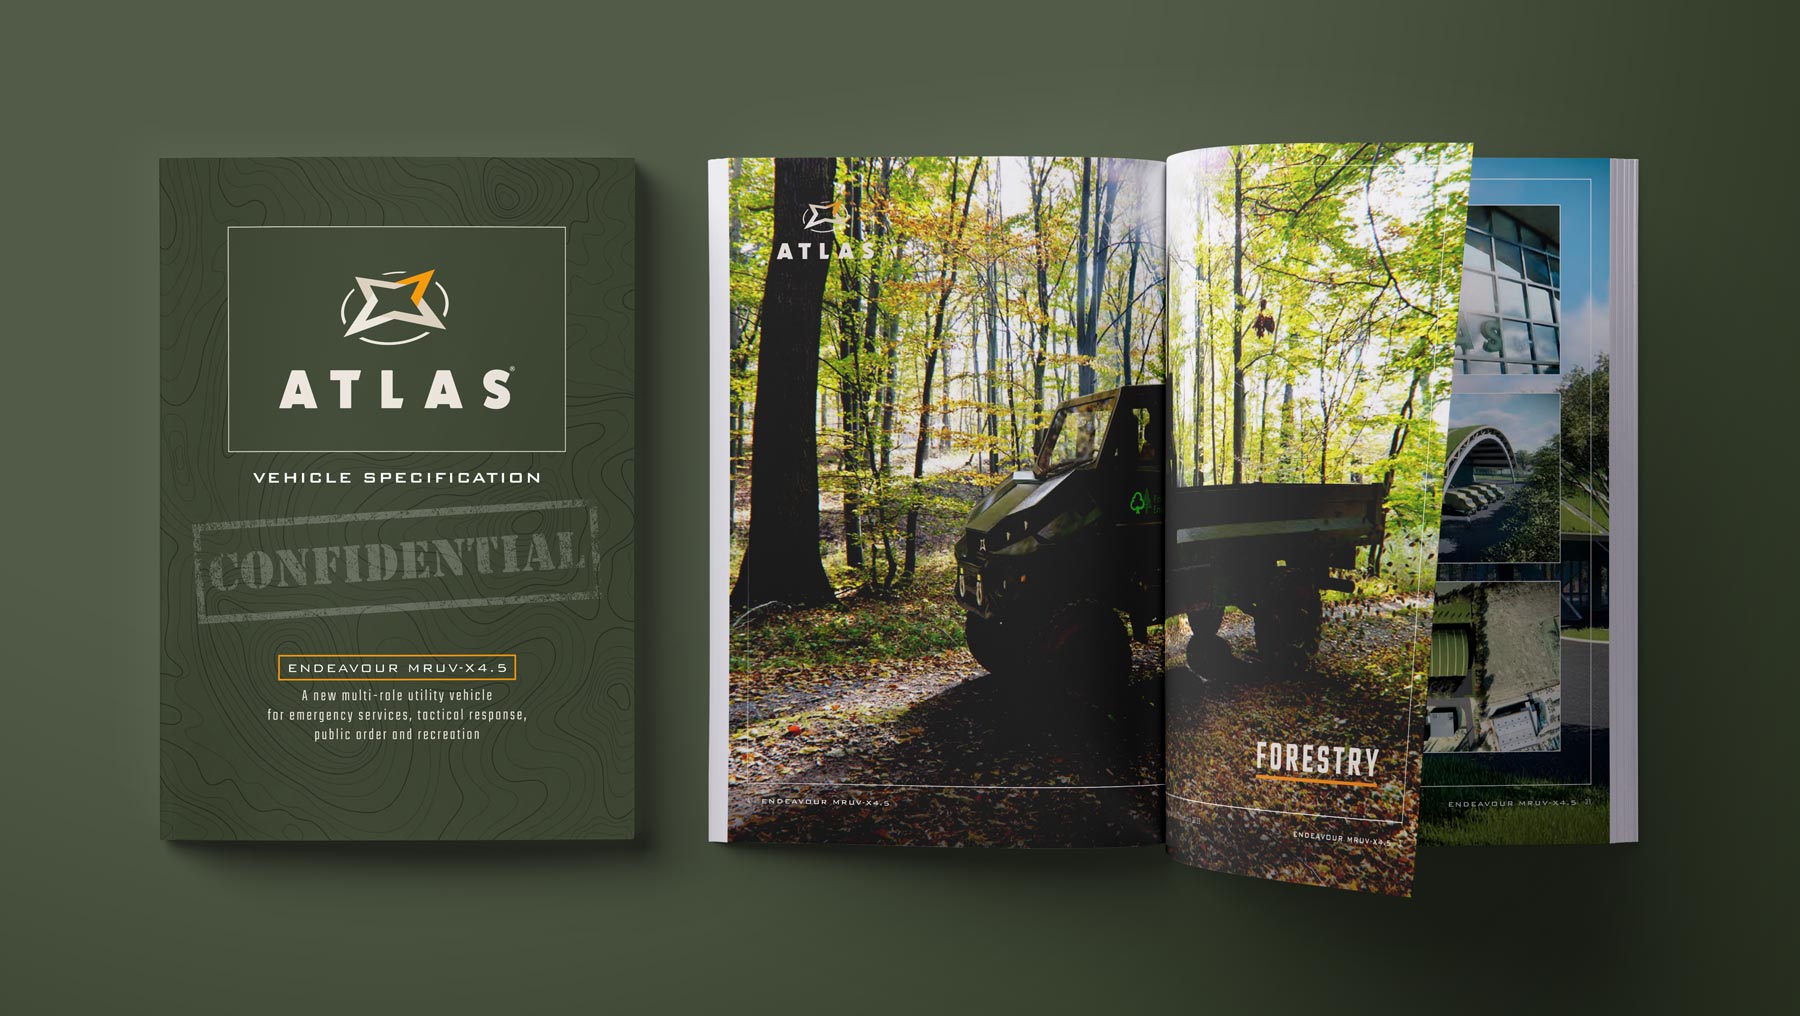 ATLAS®
VEHICLE SPECIFICATION
CONFIDENTIAL
ENDEAVOUR MRUV-X4.5
A new multi-role utility vehicle
for emergency services, tactical response,
public order and recreation
ATLAS
FORESTRY
ENDEAVOUR MRUV-X4.5
ENDEAVOUR MRUV-X4.5
ENDEAVOUR MRUV-X4.5